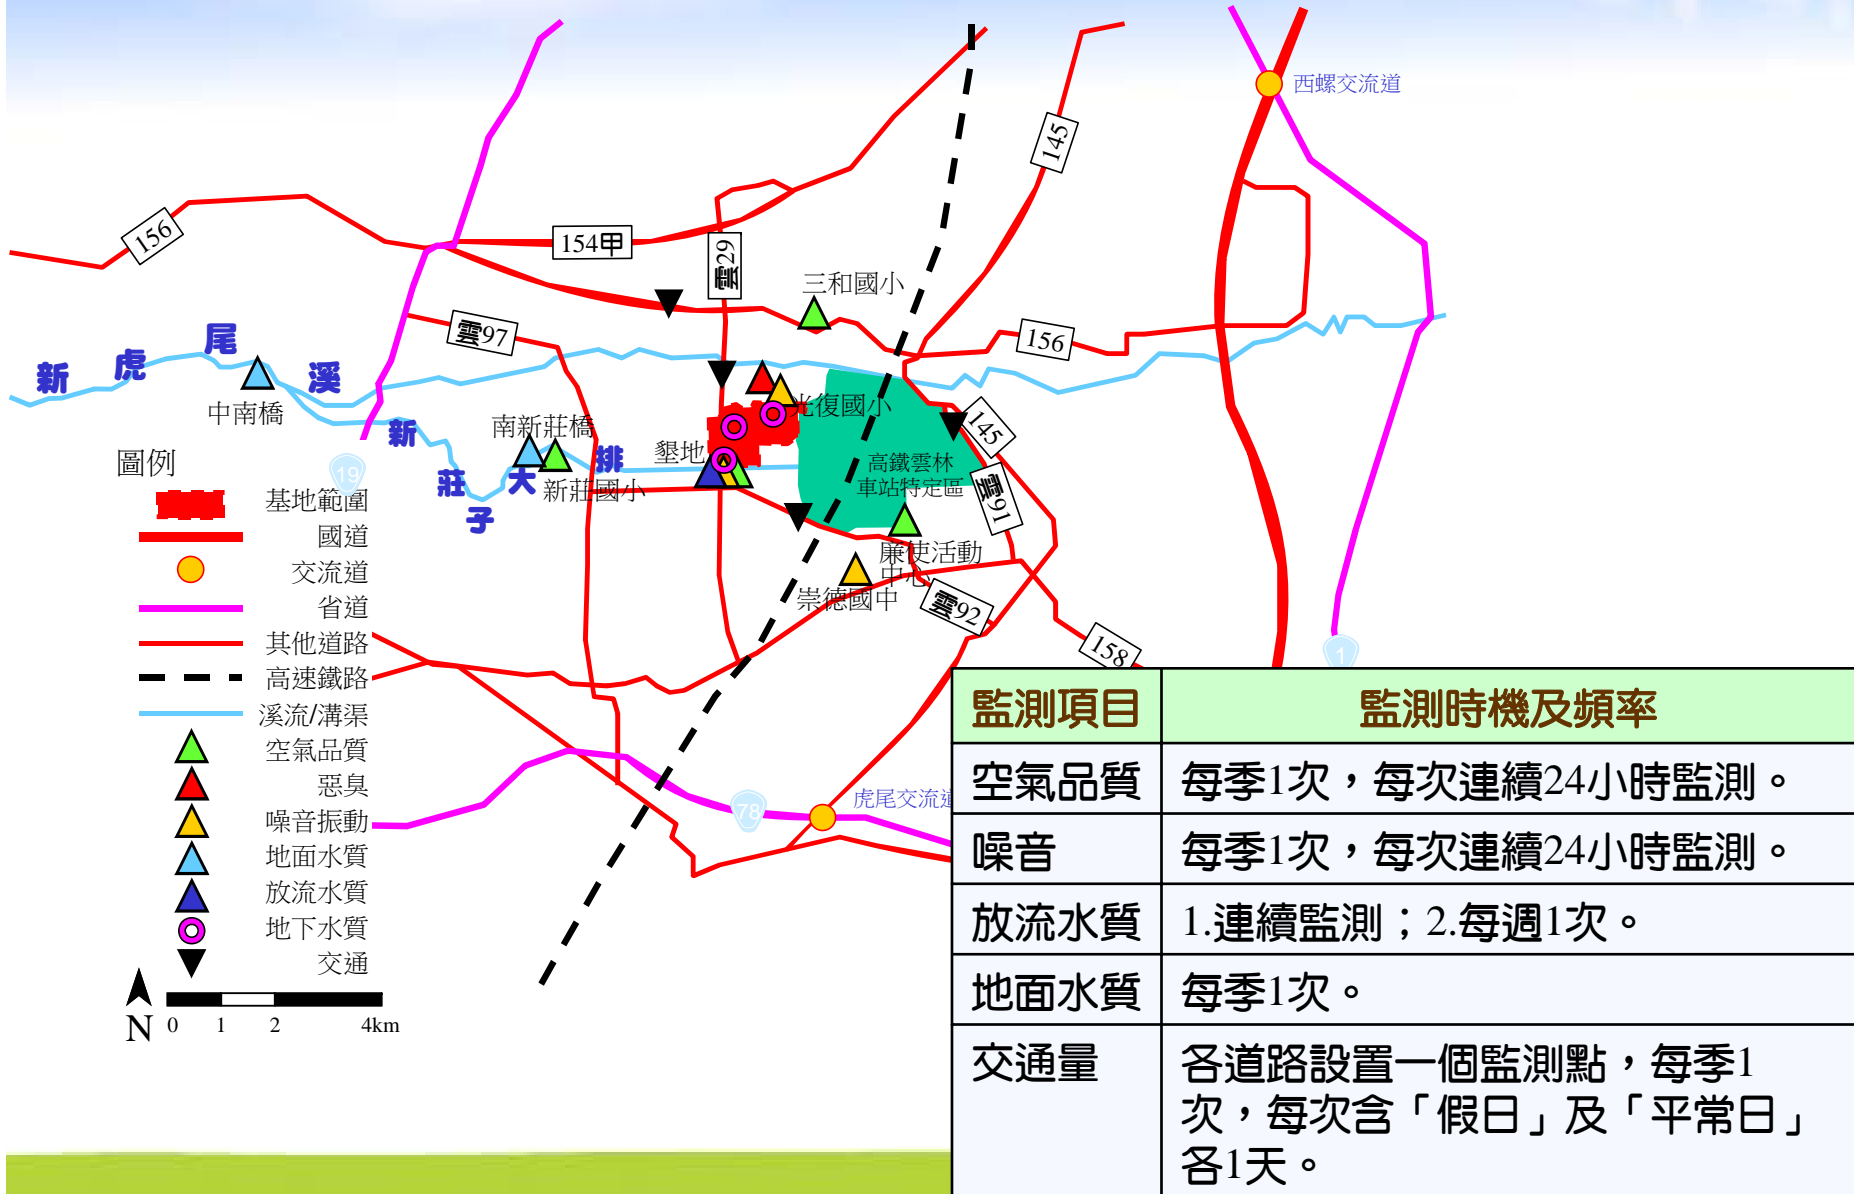 西螺交流道
145
156
154甲
雲29
三和國小
雲97
156
新虎尾溪
中南橋
光復國小
新莊子大排
南新莊橋
墾地
145
高鐵雲林
車站特定區
新莊國小
雲91
廉使活動
中心
崇德國中
雲92
158
19
1
78
虎尾交流道
圖例
基地範圍
國道
交流道
省道
其他道路
高速鐵路
溪流/溝渠
空氣品質
惡臭
噪音振動
地面水質
放流水質
地下水質
交通
N
0 1 2 4km
監測項目 監測時機及頻率
空氣品質 每季1次，每次連續24小時監測。
噪音 每季1次，每次連續24小時監測。
放流水質 1.連續監測；2.每週1次。
地面水質 每季1次。
交通量 各道路設置一個監測點，每季1
次，每次含「假日」及「平常日」
各1天。